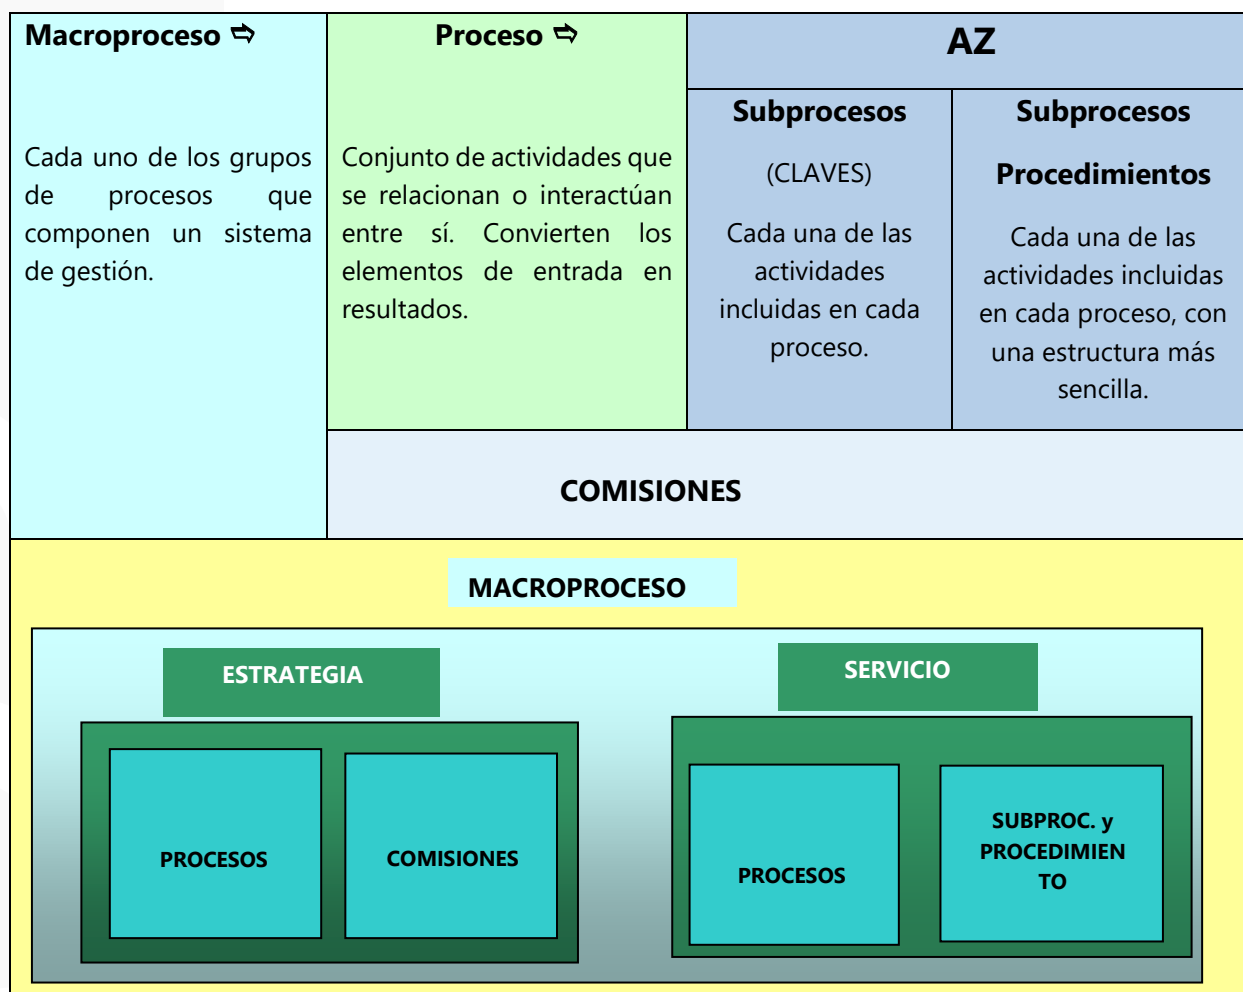 Macroproceso ⇨
Cada uno de los grupos
de procesos que
componen un sistema
de gestión.
Proceso ⇨
Conjunto de actividades que
se relacionan o interactúan
entre sí. Convierten los
elementos de entrada en
resultados.
AZ
Subprocesos
(CLAVES)
Cada una de las
actividades
incluidas en cada
proceso.
Subprocesos
Procedimientos
Cada una de las
actividades incluidas
en cada proceso, con
una estructura más
sencilla.
COMISIONES
MACROPROCESO
ESTRATEGIA
PROCESOS
COMISIONES
SERVICIO
PROCESOS
SUBPROC. y
PROCEDIMIEN
TO